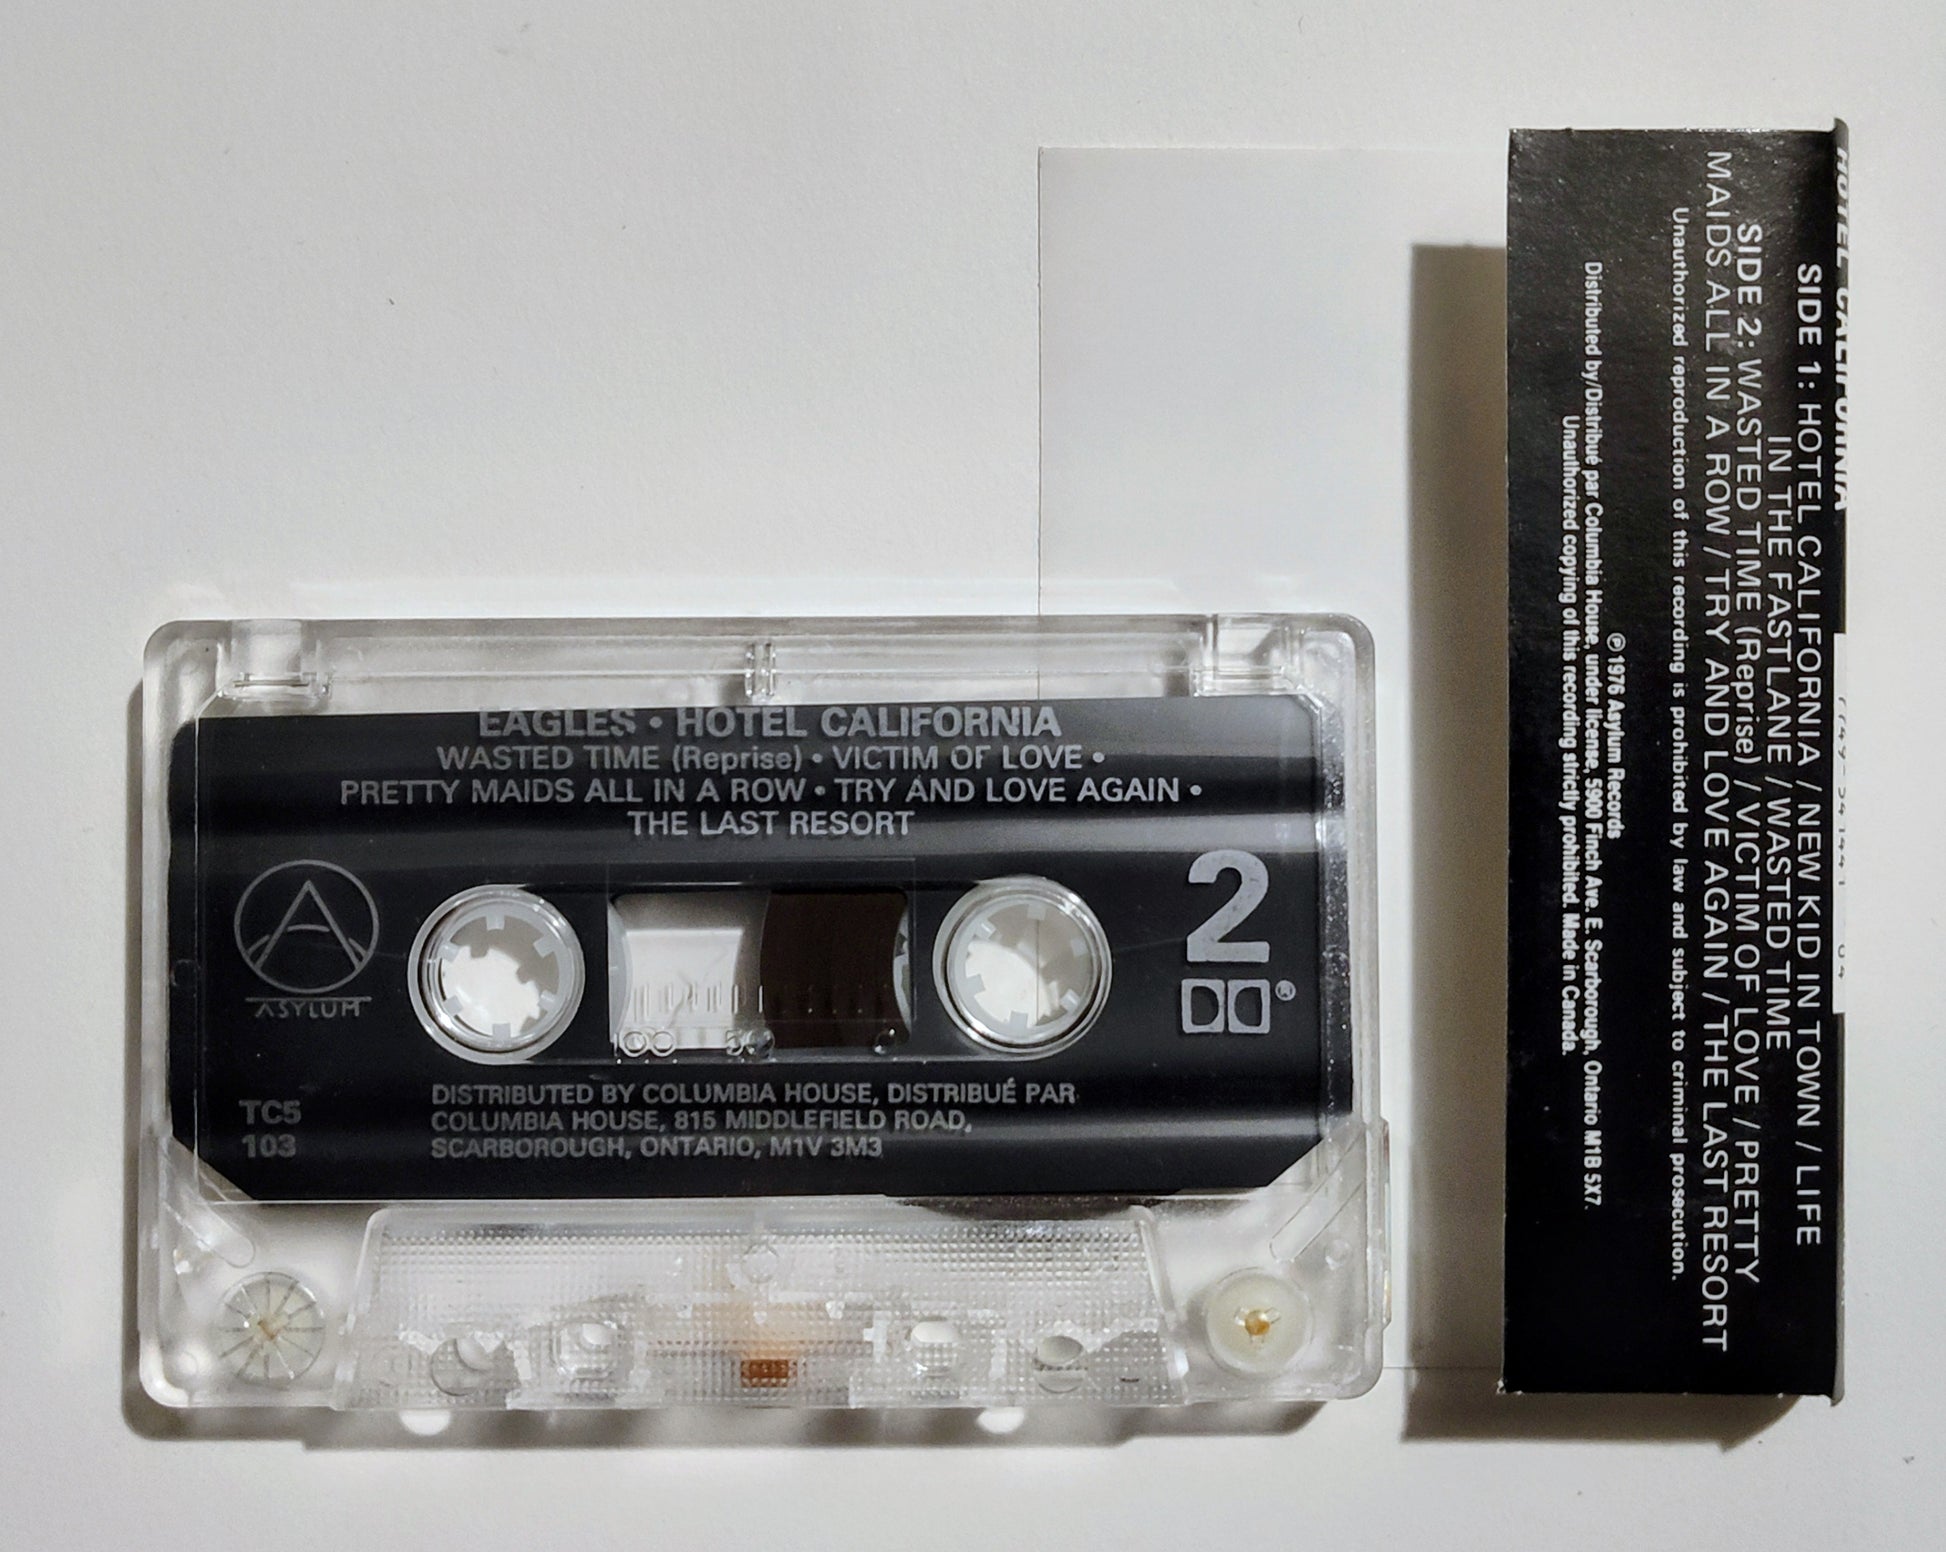 EAGLES • HOTEL CALIFORNIA
WASTED TIME (Reprise) • VICTIM OF LOVE •
PRETTY MAIDS ALL IN A ROW • TRY AND LOVE AGAIN •
THE LAST RESORT
ASYLUM
2
100 50 0
TC5
103
DISTRIBUTED BY COLUMBIA HOUSE, DISTRIBUÉ PAR
COLUMBIA HOUSE, 815 MIDDLEFIELD ROAD,
SCARBOROUGH, ONTARIO, M1V 3M3
HOTEL CALIFORNIA
SIDE 1: HOTEL CALIFORNIA / NEW KID IN TOWN / LIFE
IN THE FAST LANE / WASTED TIME
SIDE 2: WASTED TIME (Reprise) / VICTIM OF LOVE / PRETTY
MAIDS ALL IN A ROW / TRY AND LOVE AGAIN / THE LAST RESORT
Unauthorized reproduction of this recording is prohibited by law and subject to criminal prosecution.
℗ 1976 Asylum Records
Distributed by/Distribué par Columbia House, under license, 5900 Finch Ave. E. Scarborough, Ontario M1B 5X7.
Unauthorized copying of this recording strictly prohibited. Made in Canada.